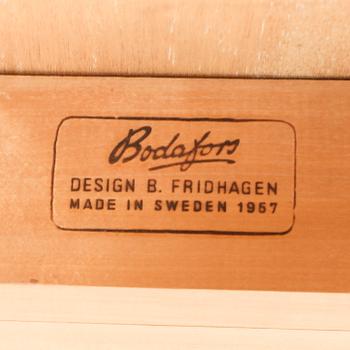 Bodafors
DESIGN B. FRIDHAGEN
MADE IN SWEDEN 1957